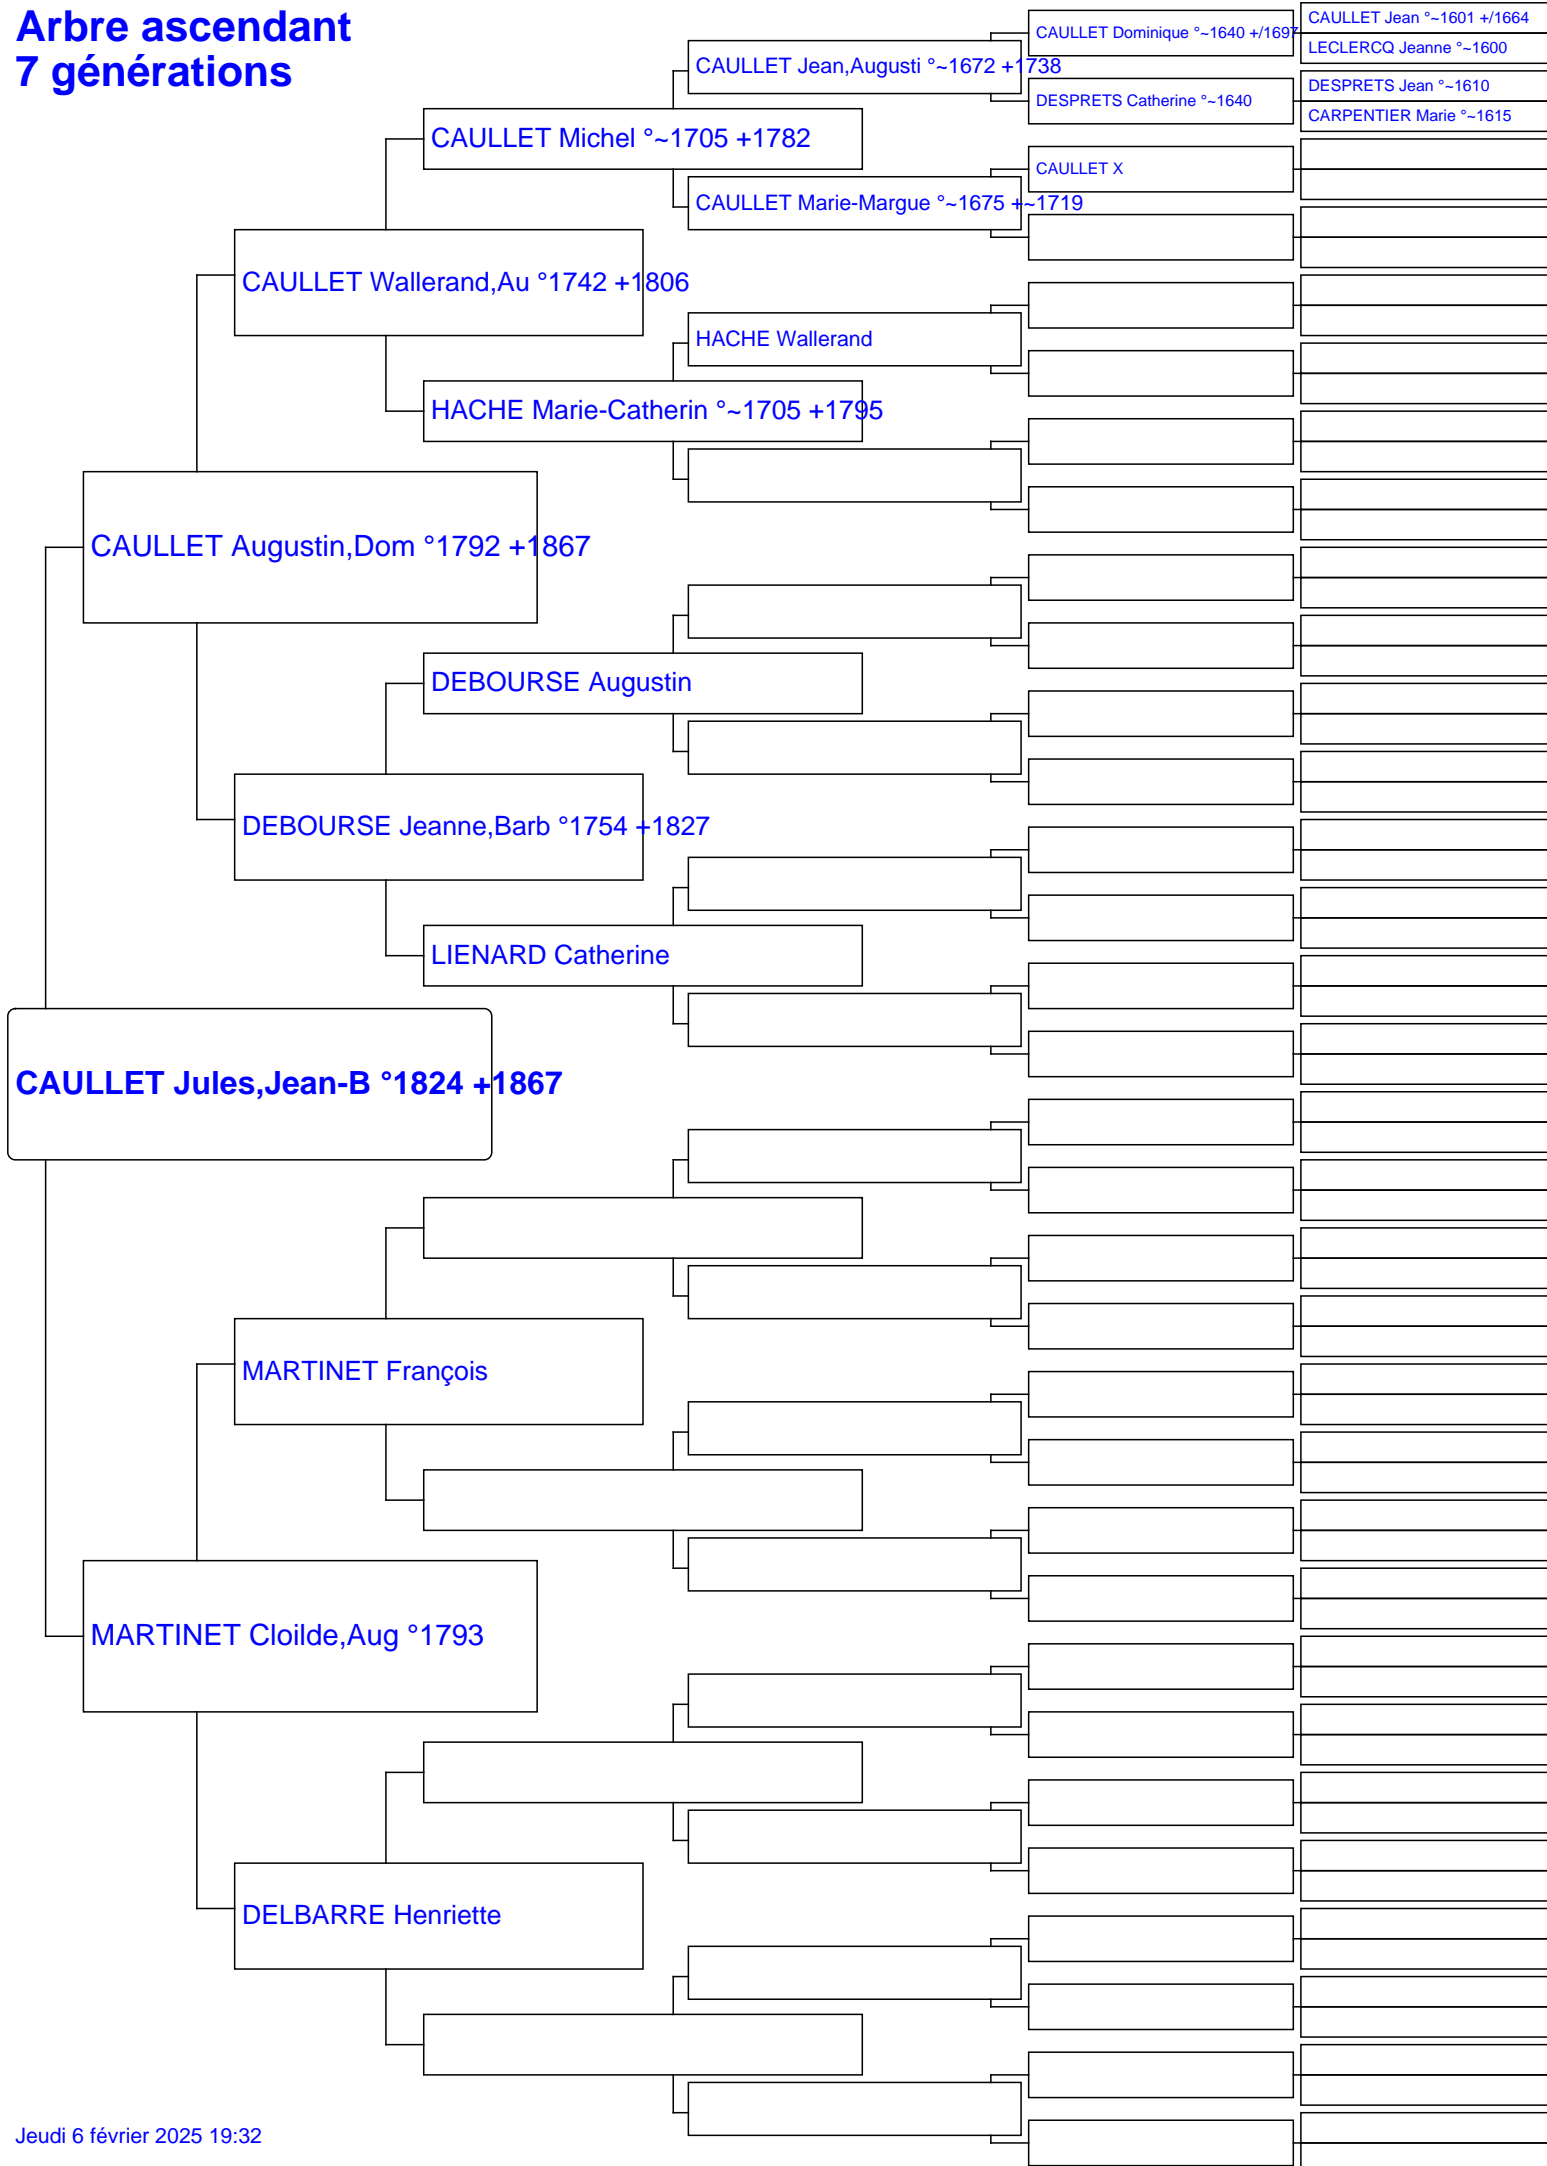 Arbre ascendant
7 générations
CAULLET Jean °~1601 +/1664
CAULLET Dominique °~1640 +/1697
LECLERCQ Jeanne °~1600
CAULLET Jean,Augusti °~1672 +1738
DESPRETS Jean °~1610
DESPRETS Catherine °~1640
CARPENTIER Marie °~1615
CAULLET Michel °~1705 +1782
CAULLET X
CAULLET Marie-Margue °~1675 +~1719
CAULLET Wallerand,Au °1742 +1806
HACHE Wallerand
HACHE Marie-Catherin °~1705 +1795
CAULLET Augustin,Dom °1792 +1867
DEBOURSE Augustin
DEBOURSE Jeanne,Barb °1754 +1827
LIENARD Catherine
CAULLET Jules,Jean-B °1824 +1867
MARTINET François
MARTINET Cloilde,Aug °1793
DELBARRE Henriette
Jeudi 6 février 2025 19:32